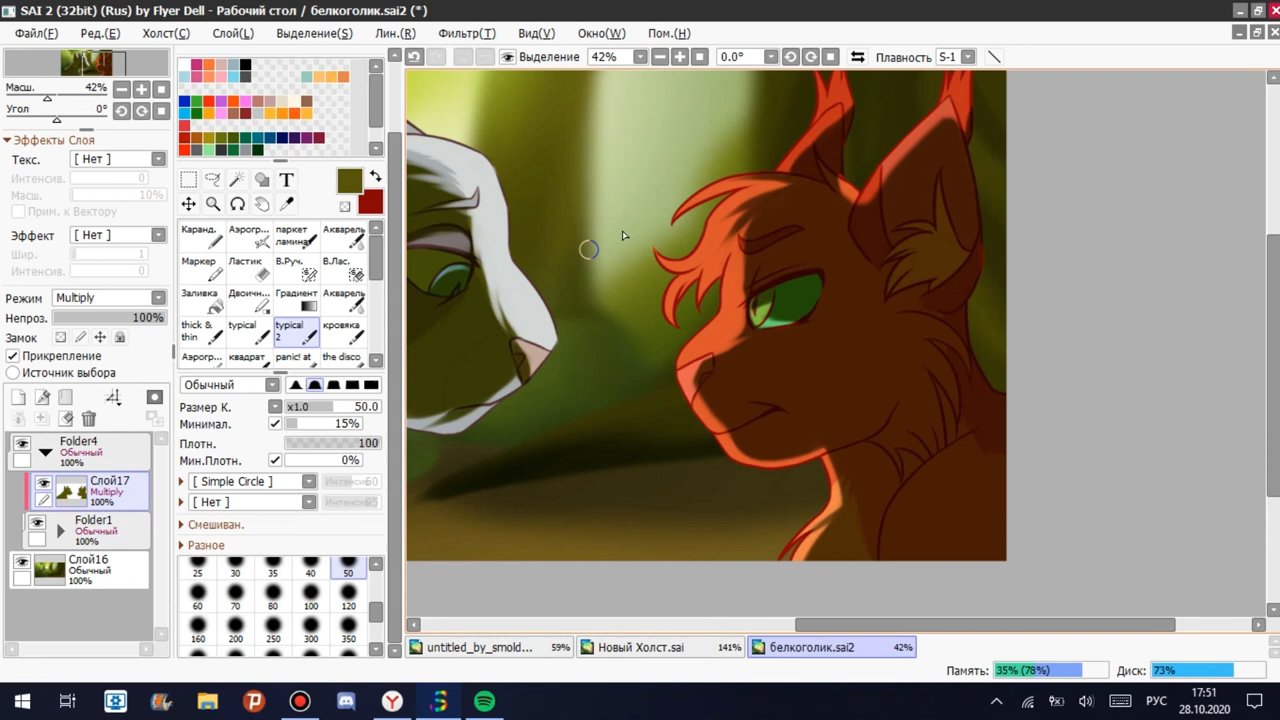 SAI 2 (32bit) (Rus) by Flyer Dell - Рабочий стол / белкоголик.sai2 (*)
Файл(F) Ред.(E) Холст(C) Слой(L) Выделение(S) Лин.(R) Фильтр(T) Вид(V) Окно(W) Пом.(H)
Выделение 42% 0.0° Плавность S-1
Масш. 42%
Угол 0°
Эффекты Слоя
Текс. [ Нет ]
Интенсив. 0
Масш. 10%
Прим. к Вектору
Эффект [ Нет ]
Шир. 1
Интенсив. 0
Режим Multiply
Непроз. 100%
Замок
Прикрепление
Источник выбора
Folder4
Обычный
100%
Слой17
Multiply
100%
Folder1
Обычный
100%
Слой16
Обычный
100%
T
Каранд. Аэрогр... паркет ламина... Акварель
Маркер Ластик В.Руч. В.Лас.
Заливка Двоичн... Градиент Акварель
thick & thin typical typical 2 кровяка
Аэрогр... квадрат panic! at the disco
Обычный
Размер К. x1.0 50.0
Минимал. 15%
Плотн. 100
Мин.Плотн. 0%
[ Simple Circle ]
[ Нет ]
Смешиван.
Разное
25 30 35 40 50
60 70 80 100 120
160 200 250 300 350
untitled_by_smold... 59% Новый Холст.sai 141% белкоголик.sai2 42%
Память: 35% (78%) Диск: 73%
РУС
17:51
28.10.2020